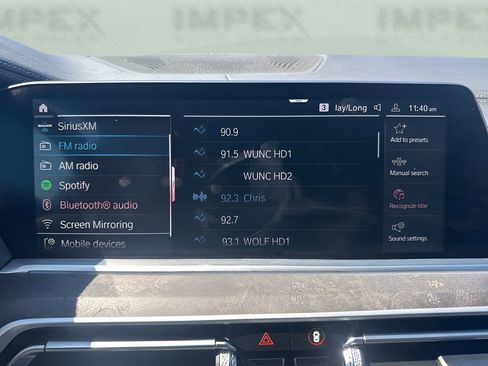 IMPEX
IMPEX
3 lay/Long 11:40 am
SiriusXM
FM radio
AM radio
Spotify
Bluetooth® audio
Screen Mirroring
Mobile devices
90.9
91.5 WUNC HD1
WUNC HD2
92.3 Chris
92.7
93.1 WOLF HD1
Add to presets
Manual search
Recognize title
Sound settings